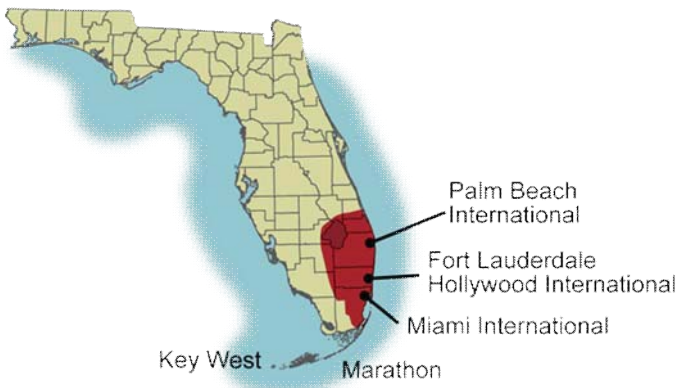 Palm Beach
International
Fort Lauderdale
Hollywood International
Miami International
Key West
Marathon